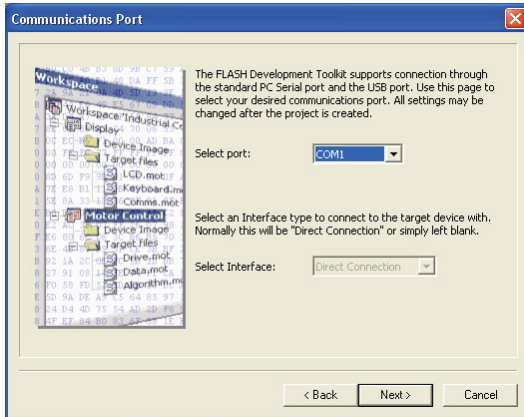 Communications Port
Workspace
Workspace "Industrial Co
Display
Device Image
Target files
LCD.mot
Keyboard.m
Comms.mot
Motor Control
Device Image
Target files
Drive.mot
Data.mot
Algorithm.m
The FLASH Development Toolkit supports connection through
the standard PC Serial port and the USB port. Use this page to
select your desired communications port. All settings may be
changed after the project is created.
Select port:
COM1
Select an Interface type to connect to the target device with.
Normally this will be "Direct Connection" or simply left blank.
Select Interface:
Direct Connection
< Back
Next >
Cancel